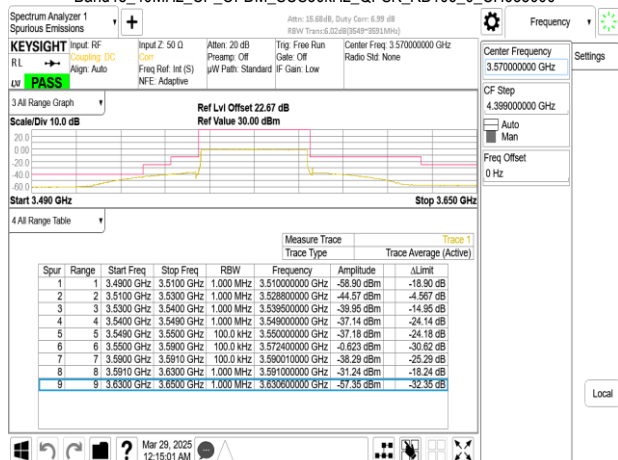 Spectrum Analyzer 1
Spurious Emissions
Attn: 15.68dB, Duty Corr: 6.99 dB
RBW Trans:6.02dB(3549~3591MHz)
Frequency
KEYSIGHT Input: RF Input Z: 50 Ω Atten: 20 dB Trig: Free Run Center Freq: 3.570000000 GHz
RL Coupling: DC Corr Preamp: Off Gate: Off Radio Std: None
Align: Auto Freq Ref: Int (S) µW Path: Standard IF Gain: Low
LXI PASS NFE: Adaptive
Center Frequency
3.570000000 GHz
Settings
CF Step
4.399000000 GHz
Auto
Man
Freq Offset
0 Hz
3 All Range Graph
Ref Lvl Offset 22.67 dB
Scale/Div 10.0 dB Ref Value 30.00 dBm
20.0
0.00
-20.0
-40.0
-60.0
Start 3.490 GHz Stop 3.650 GHz
4 All Range Table
Measure Trace Trace 1
Trace Type Trace Average (Active)
Spur Range Start Freq Stop Freq RBW Frequency Amplitude ΔLimit
1 1 3.4900 GHz 3.5100 GHz 1.000 MHz 3.510000000 GHz -58.90 dBm -18.90 dB
2 2 3.5100 GHz 3.5300 GHz 1.000 MHz 3.528800000 GHz -44.57 dBm -4.567 dB
3 3 3.5300 GHz 3.5400 GHz 1.000 MHz 3.539500000 GHz -39.95 dBm -14.95 dB
4 4 3.5400 GHz 3.5490 GHz 1.000 MHz 3.549000000 GHz -37.14 dBm -24.14 dB
5 5 3.5490 GHz 3.5500 GHz 100.0 kHz 3.550000000 GHz -37.18 dBm -24.18 dB
6 6 3.5500 GHz 3.5900 GHz 100.0 kHz 3.572400000 GHz -0.623 dBm -30.62 dB
7 7 3.5900 GHz 3.5910 GHz 100.0 kHz 3.590010000 GHz -38.29 dBm -25.29 dB
8 8 3.5910 GHz 3.6300 GHz 1.000 MHz 3.591000000 GHz -31.24 dBm -18.24 dB
9 9 3.6300 GHz 3.6500 GHz 1.000 MHz 3.630600000 GHz -57.35 dBm -32.35 dB
Local
Mar 29, 2025
12:15:01 AM